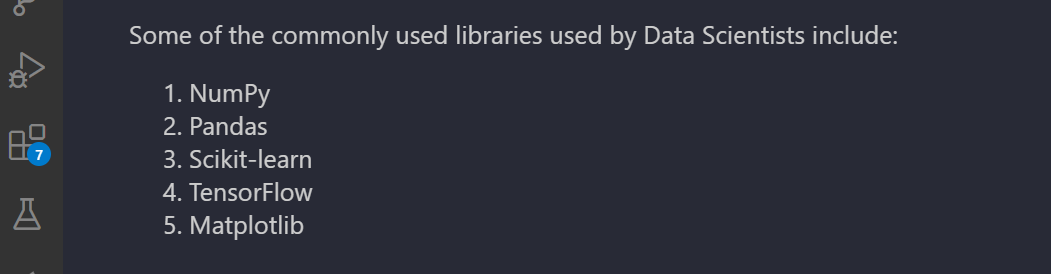 Some of the commonly used libraries used by Data Scientists include:
1. NumPy
2. Pandas
3. Scikit-learn
4. TensorFlow
5. Matplotlib
7